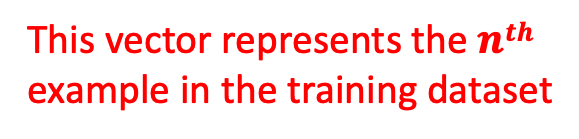 This vector represents the nᵗʰ
example in the training dataset